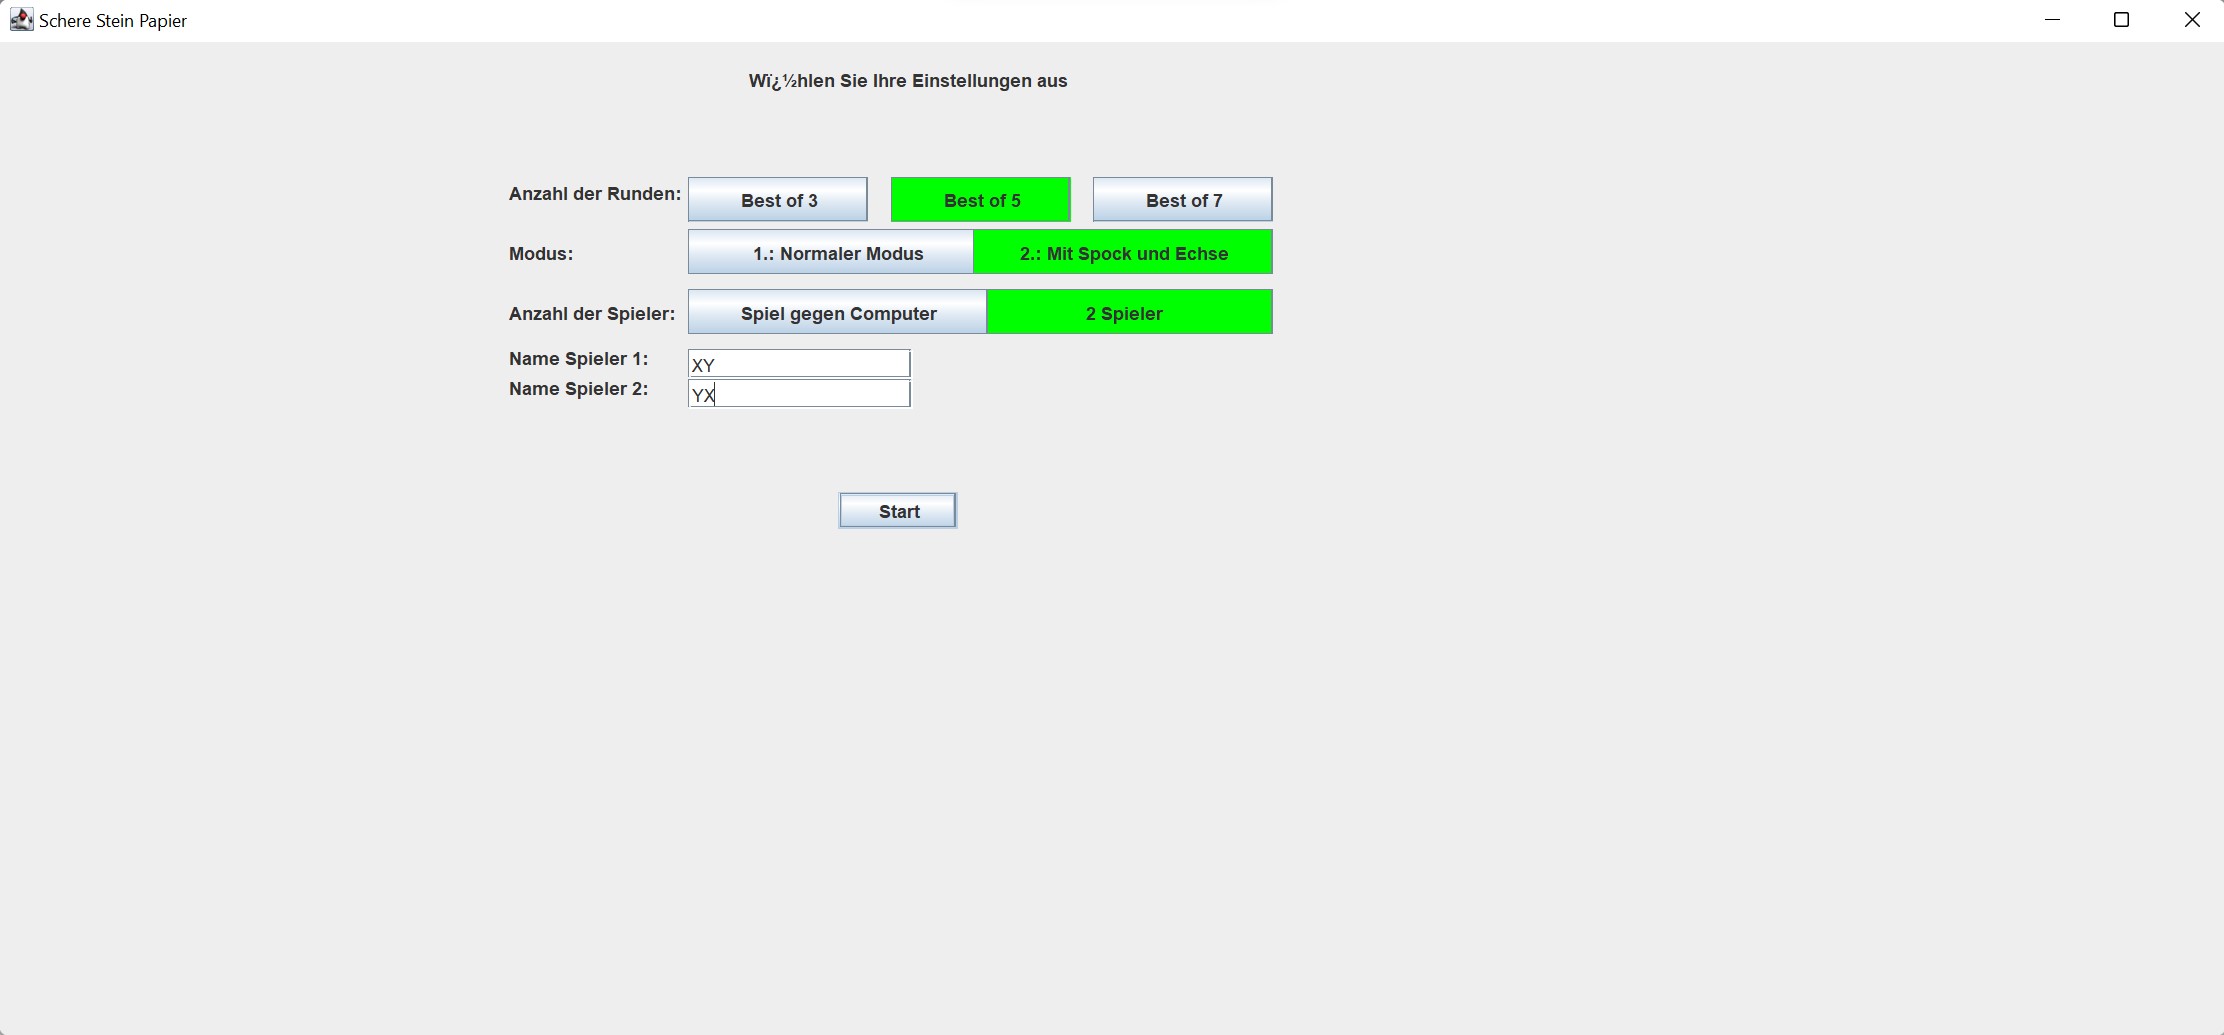 Schere Stein Papier
Wï¿½hlen Sie Ihre Einstellungen aus
Anzahl der Runden: Best of 3 Best of 5 Best of 7
Modus: 1.: Normaler Modus 2.: Mit Spock und Echse
Anzahl der Spieler: Spiel gegen Computer 2 Spieler
Name Spieler 1: XY
Name Spieler 2: YX
Start